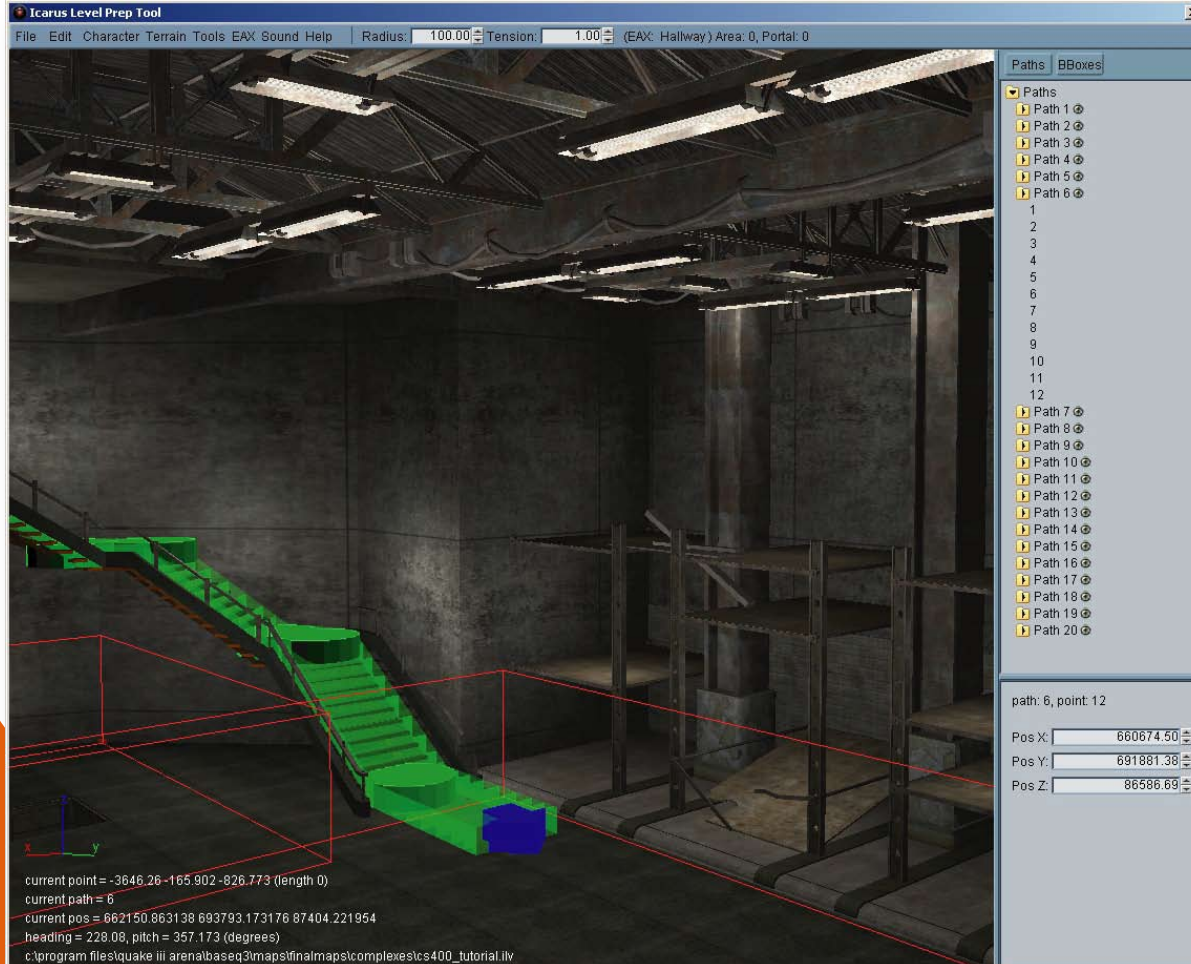 Icarus Level Prep Tool
File Edit Character Terrain Tools EAX Sound Help Radius: 100.00 Tension: 1.00 (EAX: Hallway) Area: 0, Portal: 0
Paths BBoxes
Paths
Path 1
Path 2
Path 3
Path 4
Path 5
Path 6
1
2
3
4
5
6
7
8
9
10
11
12
Path 7
Path 8
Path 9
Path 10
Path 11
Path 12
Path 13
Path 14
Path 15
Path 16
Path 17
Path 18
Path 19
Path 20
path: 6, point: 12
Pos X: 660674.50
Pos Y: 691881.38
Pos Z: 86586.69
z
x y
current point = -3646.26 -165.902 -826.773 (length 0)
current path = 6
current pos = 662150.863138 693793.173176 87404.221954
heading = 228.08, pitch = 357.173 (degrees)
c:\program files\quake iii arena\baseq3\maps\finalmaps\complexes\cs400_tutorial.ilv